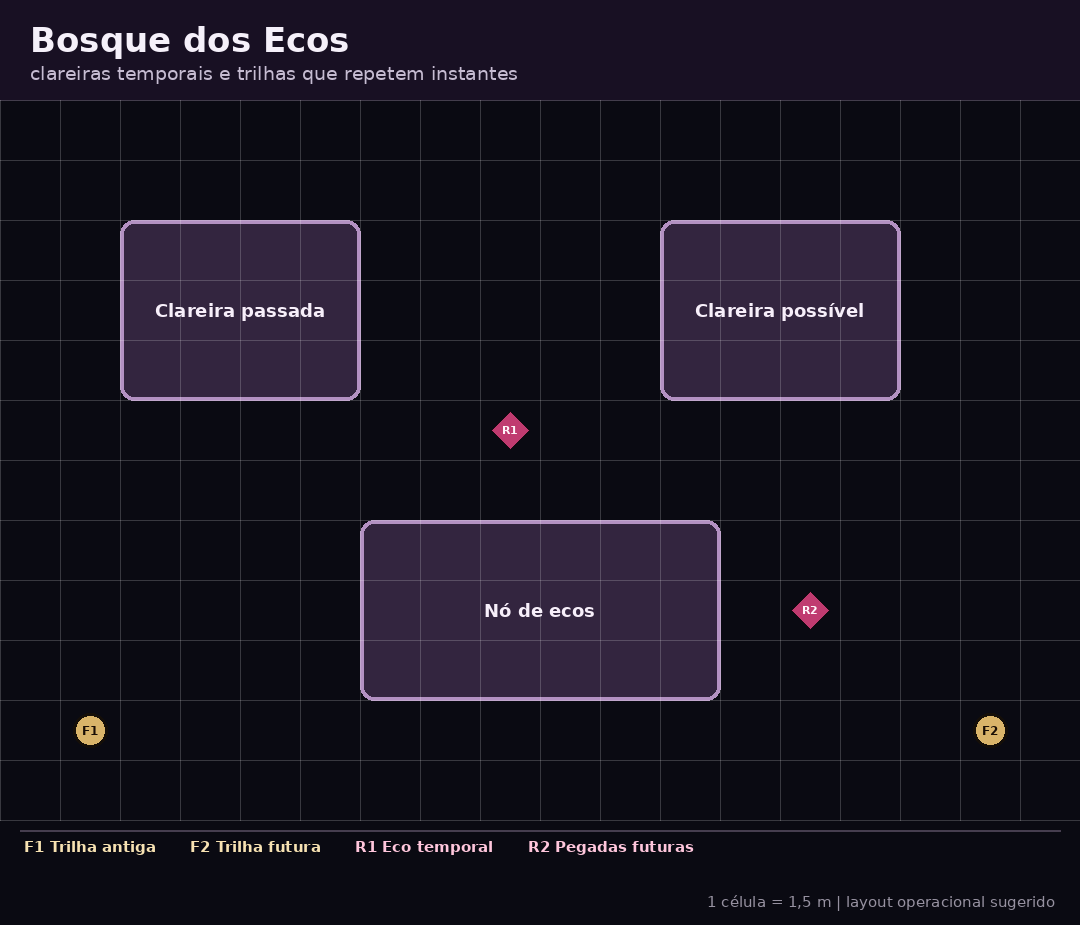 Bosque dos Ecos
clareiras temporais e trilhas que repetem instantes
Clareira passada
Clareira possível
R1
Nó de ecos
R2
F1
F2
F1 Trilha antiga F2 Trilha futura R1 Eco temporal R2 Pegadas futuras
1 célula = 1,5 m | layout operacional sugerido